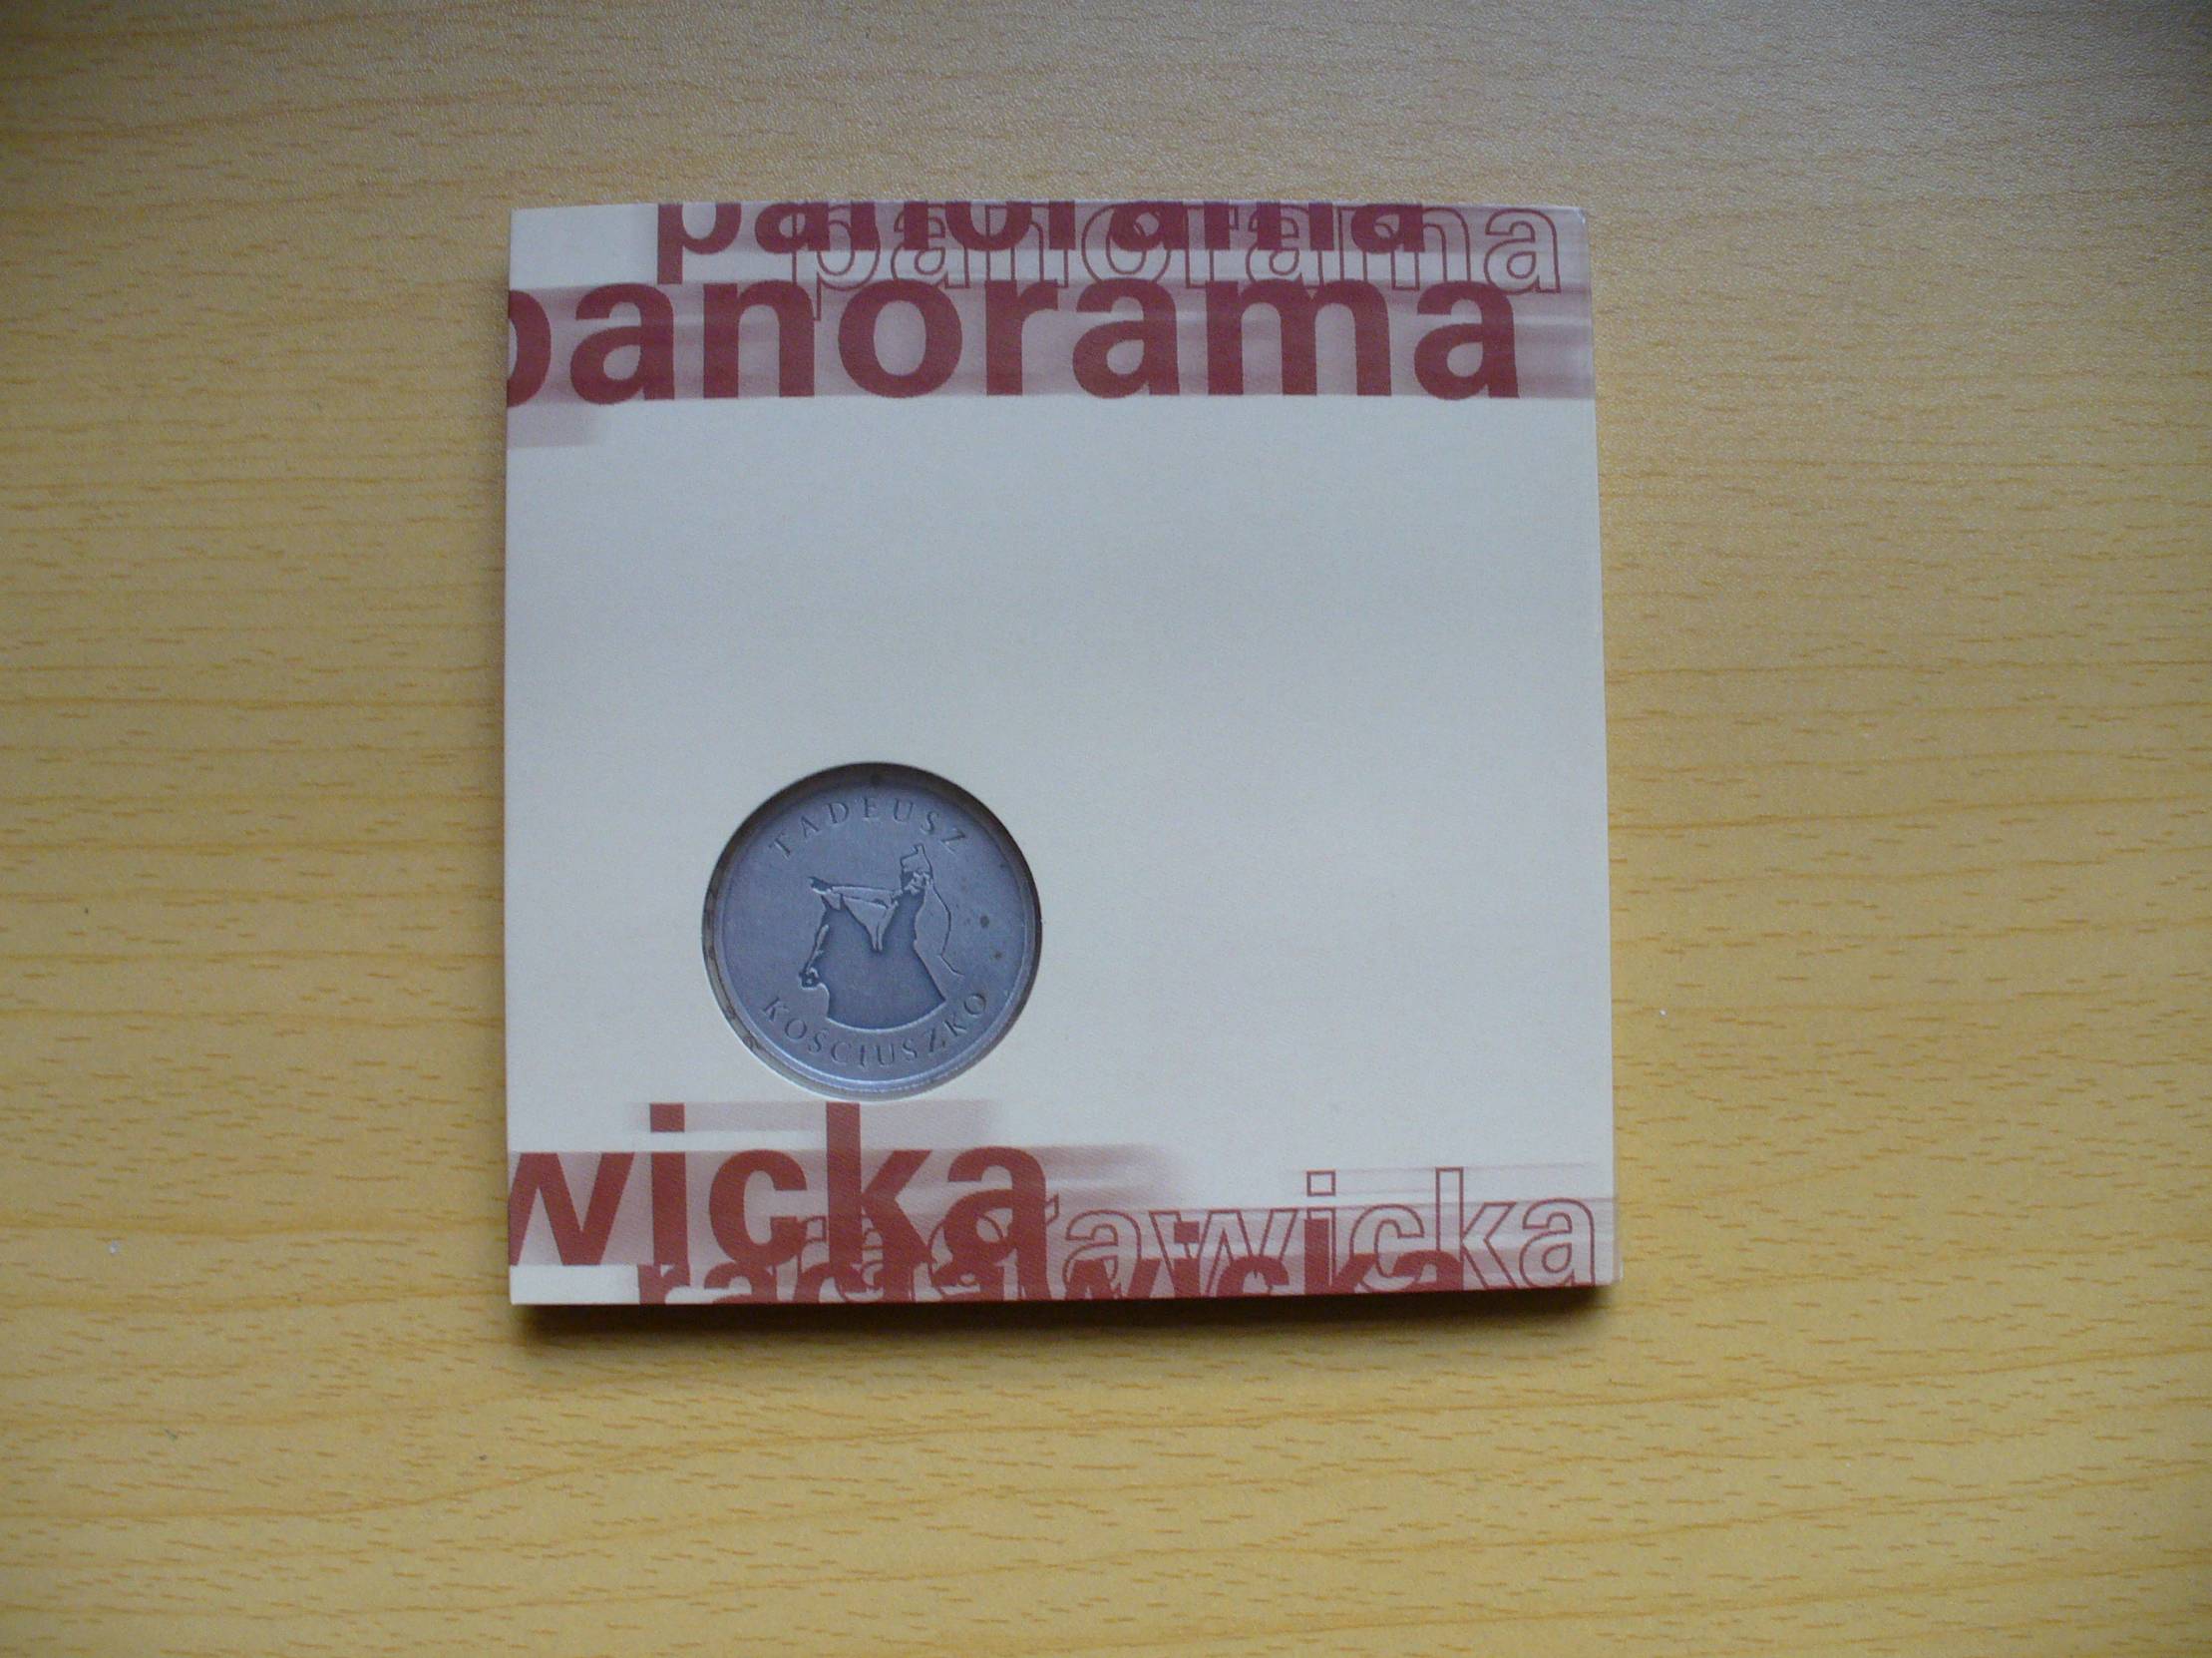 panorama
panorama
panorama
TADEUSZ
KOŚCIUSZKO
wicka
racławicka
racławicka